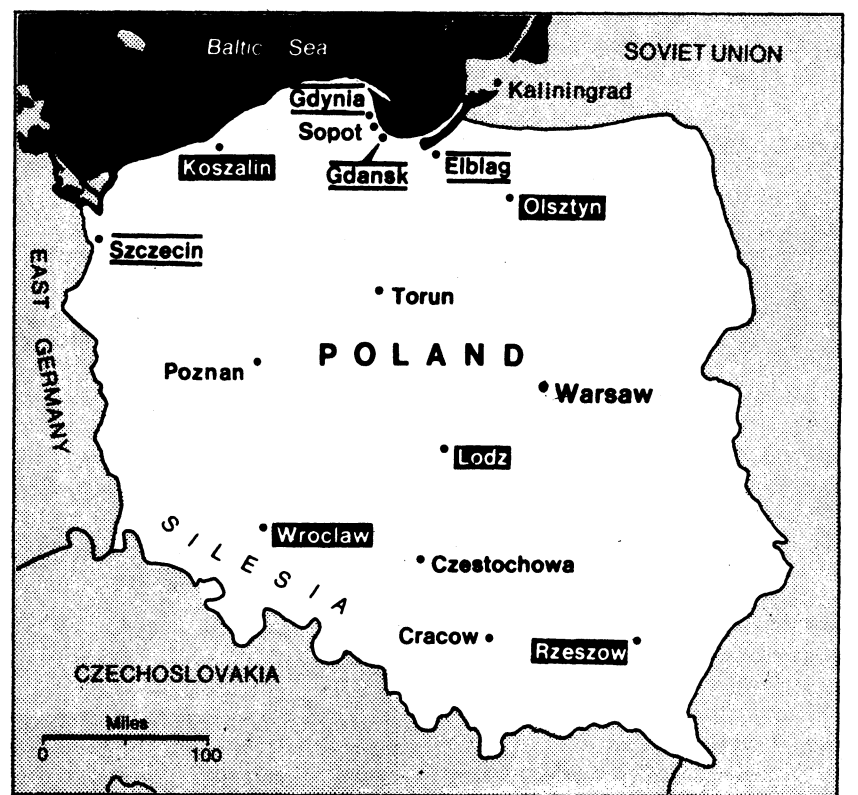 Baltic Sea
SOVIET UNION
Kaliningrad
Gdynia
Sopot
Koszalin
Gdansk
Elblag
Olsztyn
Szczecin
EAST GERMANY
Torun
POLAND
Poznan
Warsaw
Lodz
SILESIA
Wroclaw
Czestochowa
Cracow
Rzeszow
CZECHOSLOVAKIA
Miles
0 100